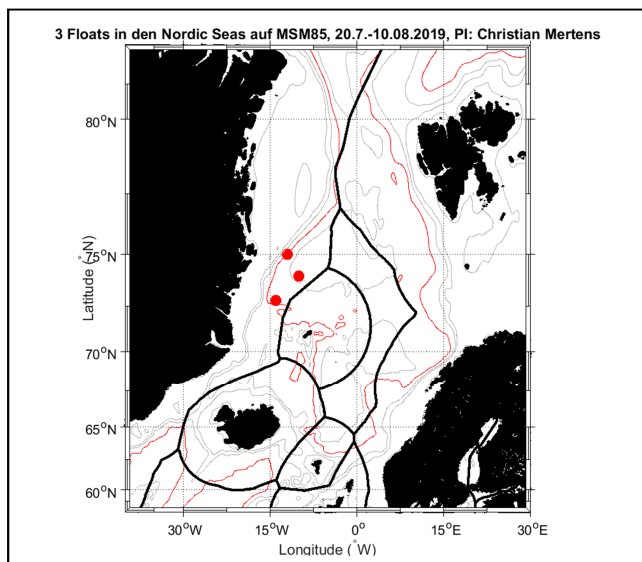 3 Floats in den Nordic Seas auf MSM85, 20.7.-10.08.2019, PI: Christian Mertens
80°N
75°N
70°N
65°N
60°N
Latitude (°N)
30°W
15°W
0°
15°E
30°E
Longitude (°W)